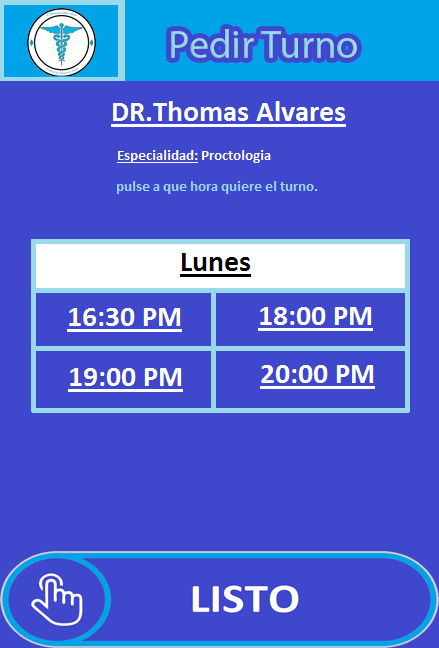 Pedir Turno
DR.Thomas Alvares
Especialidad: Proctologia
pulse a que hora quiere el turno.
Lunes
16:30 PM
18:00 PM
19:00 PM
20:00 PM
LISTO